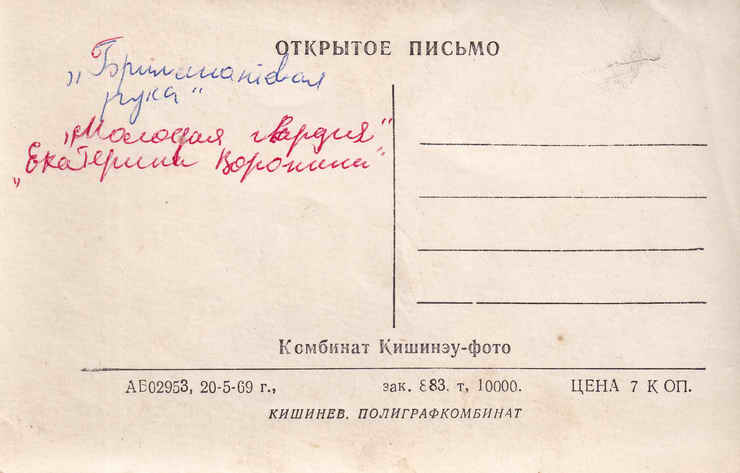 ОТКРЫТОЕ ПИСЬМО
„Бриллиантовая
рука"
„Молодая гвардия"
„Екатерина Воронина"
Комбинат Кишинэу-фото
АБ02953, 20-5-69 г., зак. 883. т, 10000. ЦЕНА 7 КОП.
КИШИНЕВ. ПОЛИГРАФКОМБИНАТ